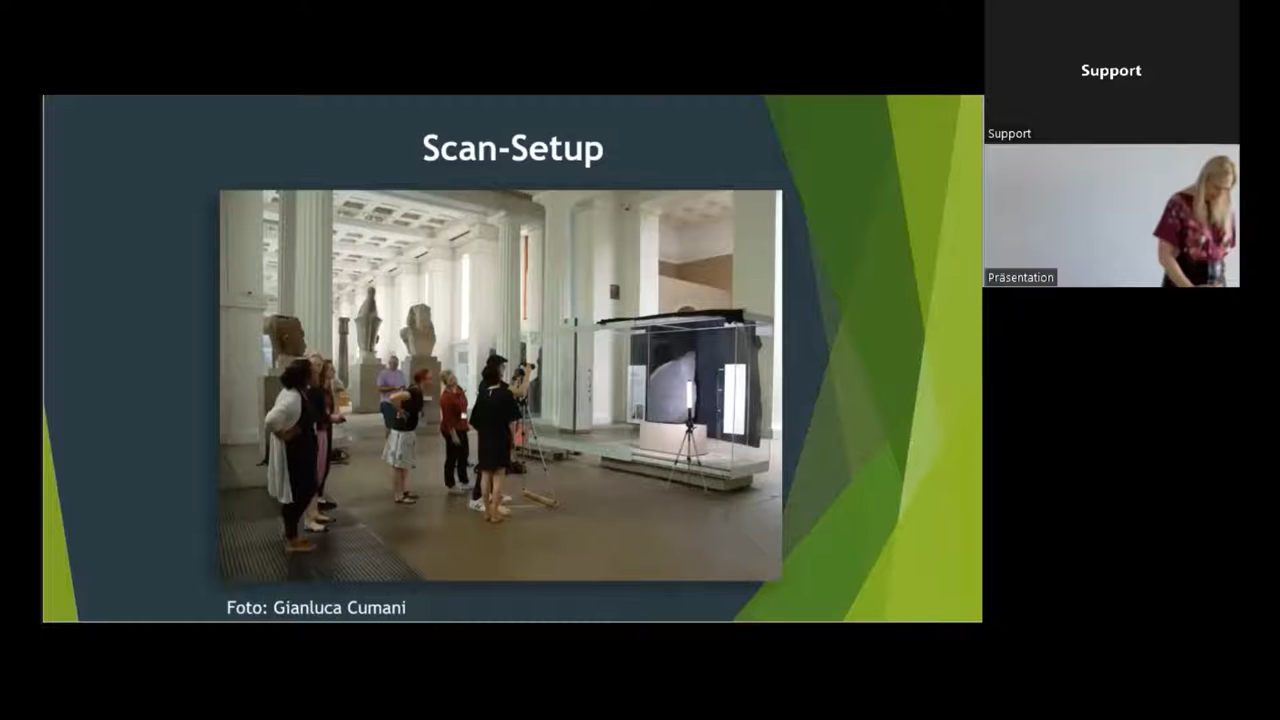 Scan-Setup
Foto: Gianluca Cumani
Support
Support
Präsentation